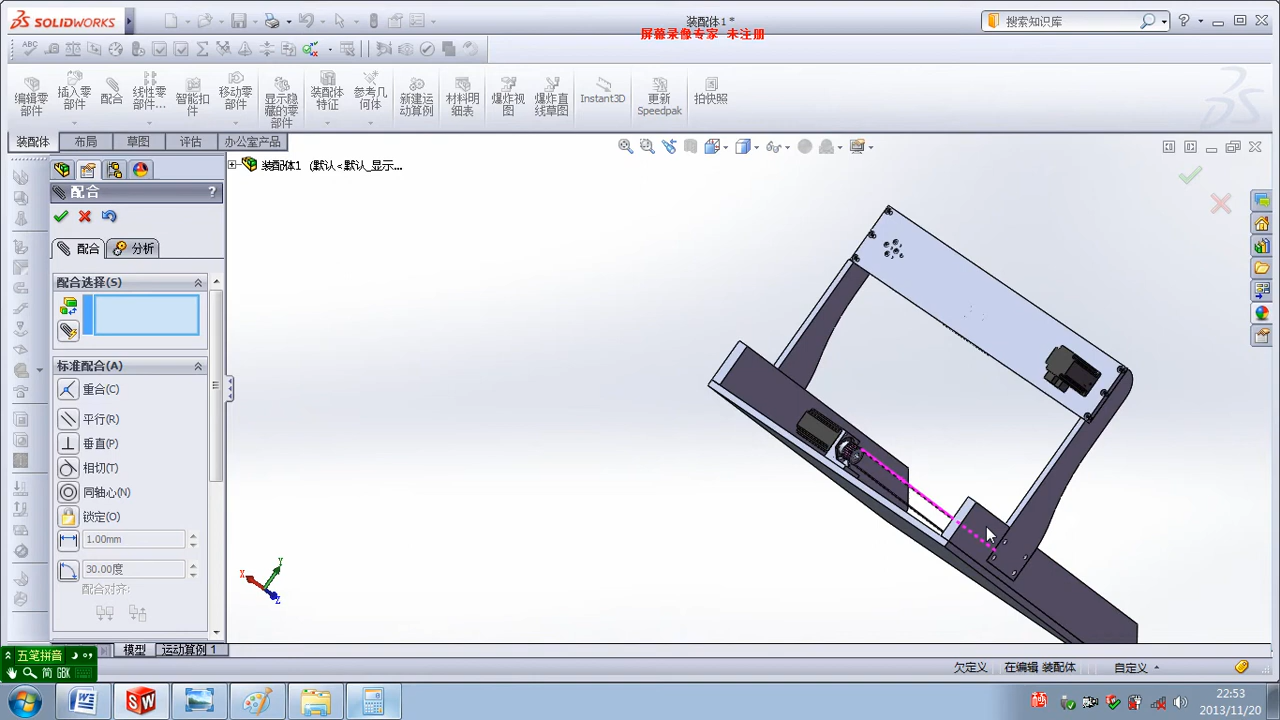 SOLIDWORKS
装配体1 *
搜索知识库
屏幕录像专家 未注册
编辑零部件
插入零部件
配合
线性零部件...
智能扣件
移动零部件
显示隐藏的零部件
装配体特征
参考几何体
新建运动算例
材料明细表
爆炸视图
爆炸直线草图
Instant3D
更新Speedpak
拍快照
装配体
布局
草图
评估
办公室产品
装配体1 (默认<默认_显示...
配合
?
配合
分析
配合选择(S)
标准配合(A)
重合(C)
平行(R)
垂直(P)
相切(T)
同轴心(N)
锁定(O)
1.00mm
30.00度
配合对齐:
Y
X
Z
模型
运动算例 1
五笔拼音
简
GBK
欠定义
在编辑 装配体
自定义
22:53
2013/11/20